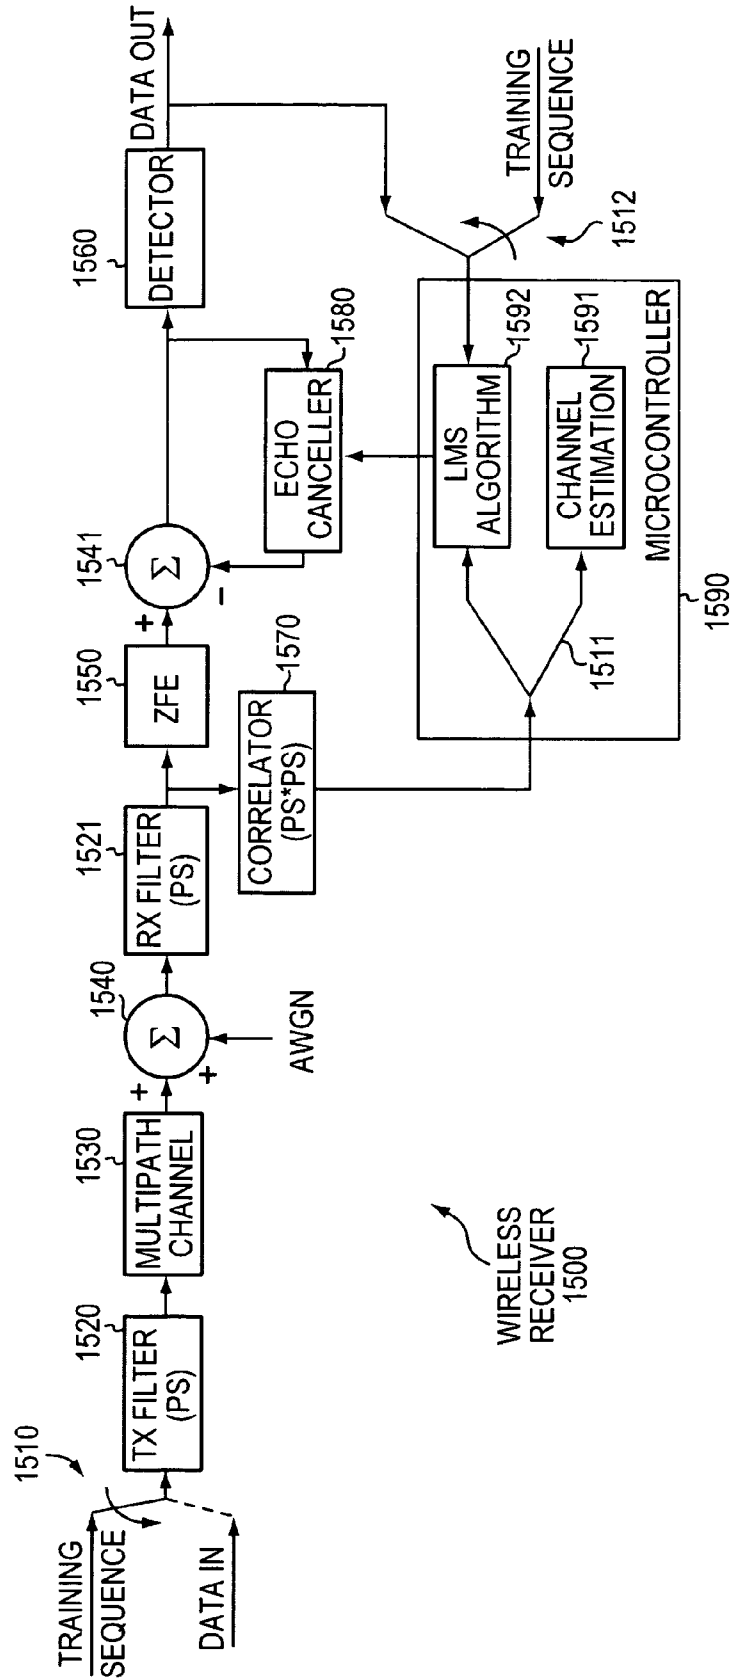 TRAINING
SEQUENCE
DATA IN
1510
TX FILTER
(PS)
1520
MULTIPATH
CHANNEL
1530
+
+
Σ
1540
AWGN
RX FILTER
(PS)
1521
CORRELATOR
(PS*PS)
1570
ZFE
1550
+
-
Σ
1541
ECHO
CANCELLER
1580
DETECTOR
1560
DATA OUT
TRAINING
SEQUENCE
1512
LMS
ALGORITHM
1592
CHANNEL
ESTIMATION
1591
1511
MICROCONTROLLER
1590
WIRELESS
RECEIVER
1500